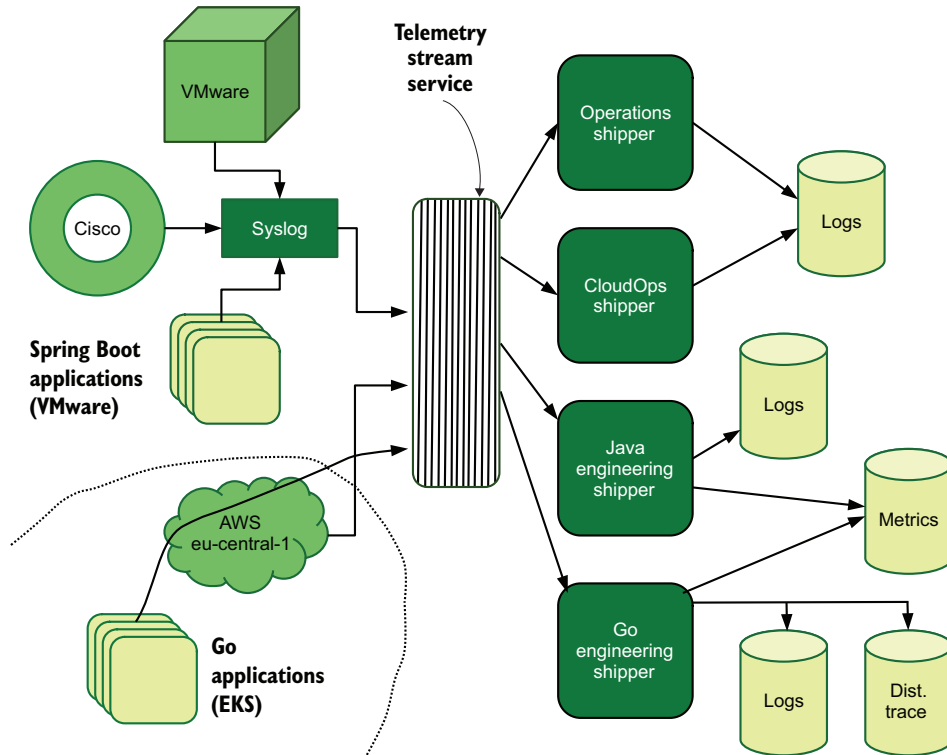 VMware
Telemetry
stream
service
Operations
shipper
Cisco
Syslog
Logs
CloudOps
shipper
Spring Boot
applications
(VMware)
Logs
Java
engineering
shipper
Metrics
AWS
eu-central-1
Go
applications
(EKS)
Go
engineering
shipper
Logs
Dist.
trace